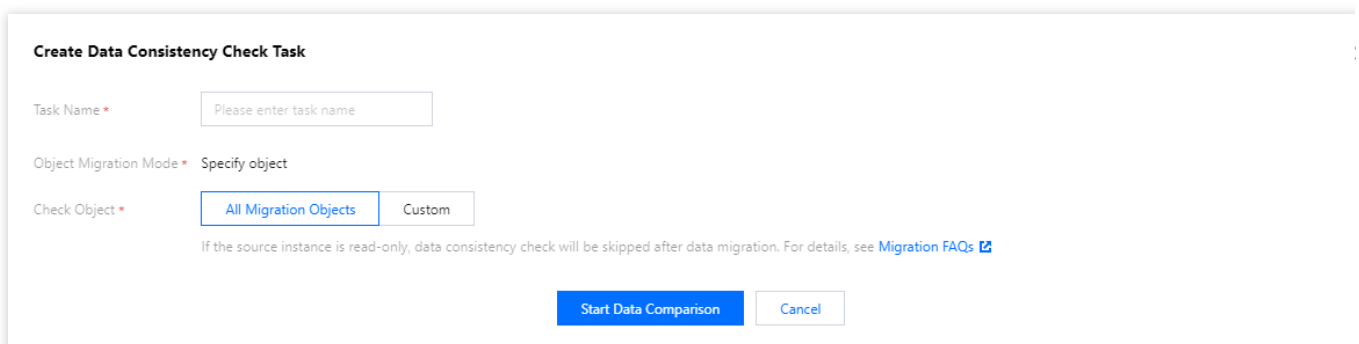 Create Data Consistency Check Task
Task Name *
Please enter task name
Object Migration Mode * Specify object
Check Object *
All Migration Objects Custom
If the source instance is read-only, data consistency check will be skipped after data migration. For details, see Migration FAQs
Start Data Comparison Cancel